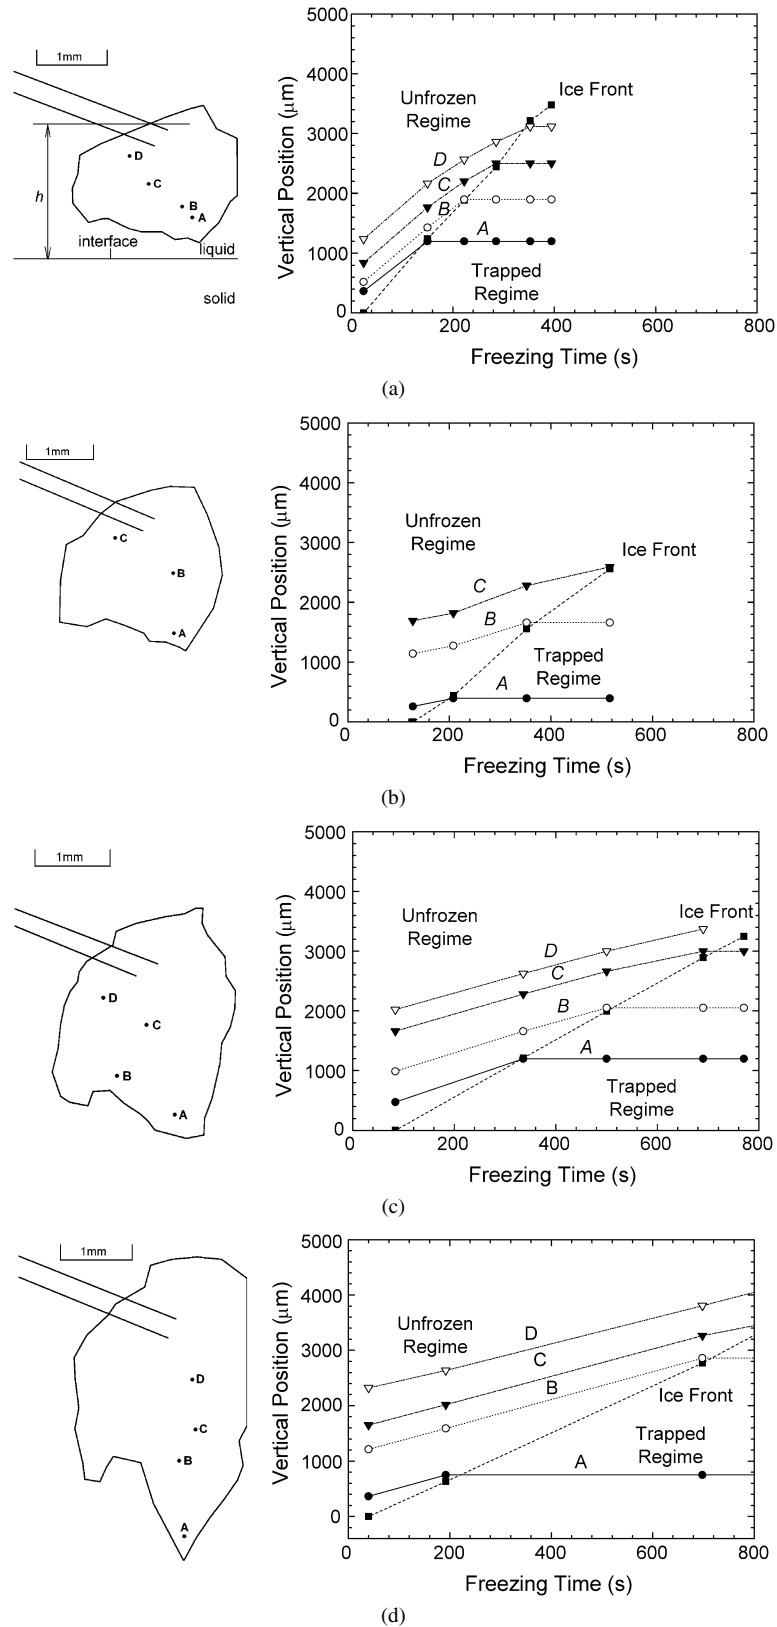 1mm
D
C
B
A
h
interface
liquid
solid
5000
4000
3000
2000
1000
0
Vertical Position (μm)
Unfrozen
Regime
Ice Front
D
C
B
A
Trapped
Regime
0
200
400
600
800
Freezing Time (s)
(a)
1mm
C
B
A
5000
4000
3000
2000
1000
0
Vertical Position (μm)
Unfrozen
Regime
Ice Front
C
B
Trapped
Regime
A
0
200
400
600
800
Freezing Time (s)
(b)
1mm
D
C
B
A
5000
4000
3000
2000
1000
0
Vertical Position (μm)
Ice Front
Unfrozen
Regime
D
C
B
A
Trapped
Regime
0
200
400
600
800
Freezing Time (s)
(c)
1mm
D
C
B
A
5000
4000
3000
2000
1000
0
Vertical Position (μm)
Unfrozen
Regime
D
C
B
Ice Front
Trapped
Regime
A
0
200
400
600
800
Freezing Time (s)
(d)